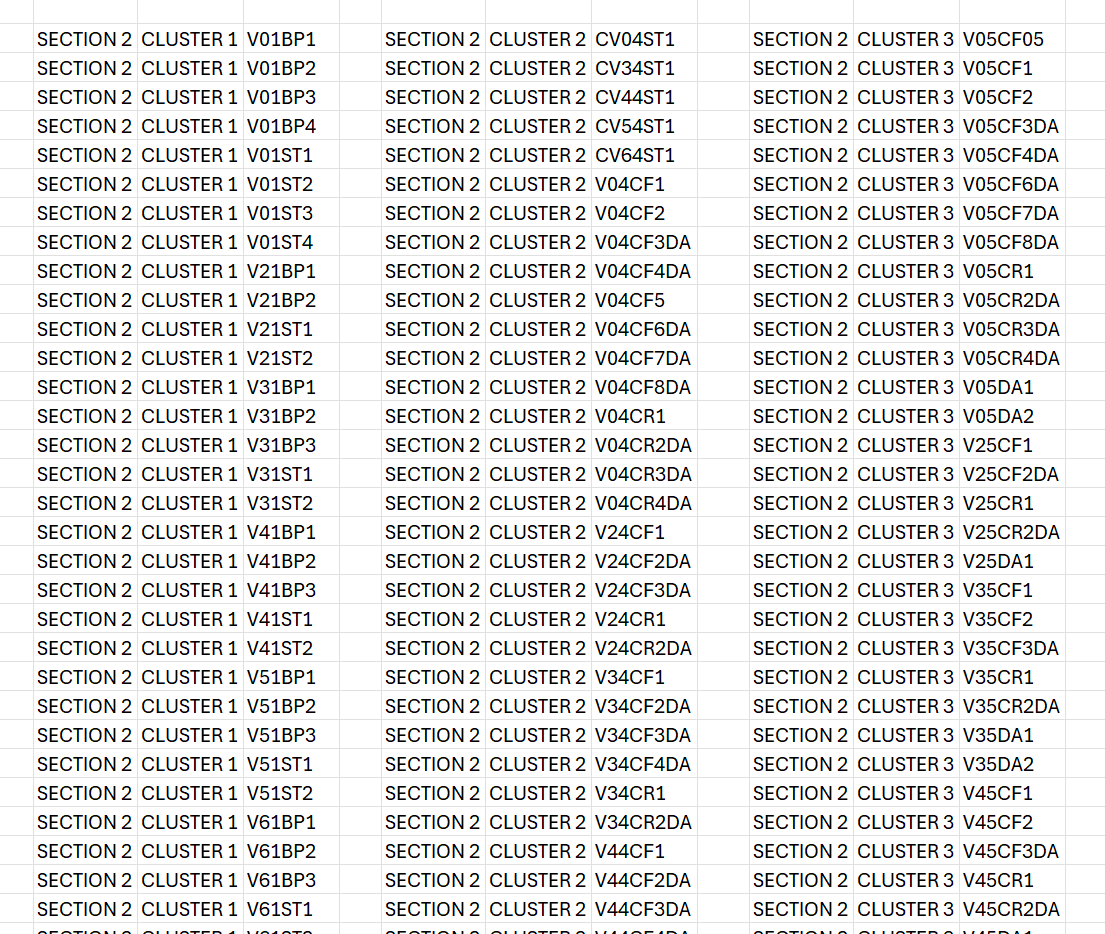 SECTION 2 CLUSTER 1 V01BP1 SECTION 2 CLUSTER 2 CV04ST1 SECTION 2 CLUSTER 3 V05CF05
SECTION 2 CLUSTER 1 V01BP2 SECTION 2 CLUSTER 2 CV34ST1 SECTION 2 CLUSTER 3 V05CF1
SECTION 2 CLUSTER 1 V01BP3 SECTION 2 CLUSTER 2 CV44ST1 SECTION 2 CLUSTER 3 V05CF2
SECTION 2 CLUSTER 1 V01BP4 SECTION 2 CLUSTER 2 CV54ST1 SECTION 2 CLUSTER 3 V05CF3DA
SECTION 2 CLUSTER 1 V01ST1 SECTION 2 CLUSTER 2 CV64ST1 SECTION 2 CLUSTER 3 V05CF4DA
SECTION 2 CLUSTER 1 V01ST2 SECTION 2 CLUSTER 2 V04CF1 SECTION 2 CLUSTER 3 V05CF6DA
SECTION 2 CLUSTER 1 V01ST3 SECTION 2 CLUSTER 2 V04CF2 SECTION 2 CLUSTER 3 V05CF7DA
SECTION 2 CLUSTER 1 V01ST4 SECTION 2 CLUSTER 2 V04CF3DA SECTION 2 CLUSTER 3 V05CF8DA
SECTION 2 CLUSTER 1 V21BP1 SECTION 2 CLUSTER 2 V04CF4DA SECTION 2 CLUSTER 3 V05CR1
SECTION 2 CLUSTER 1 V21BP2 SECTION 2 CLUSTER 2 V04CF5 SECTION 2 CLUSTER 3 V05CR2DA
SECTION 2 CLUSTER 1 V21ST1 SECTION 2 CLUSTER 2 V04CF6DA SECTION 2 CLUSTER 3 V05CR3DA
SECTION 2 CLUSTER 1 V21ST2 SECTION 2 CLUSTER 2 V04CF7DA SECTION 2 CLUSTER 3 V05CR4DA
SECTION 2 CLUSTER 1 V31BP1 SECTION 2 CLUSTER 2 V04CF8DA SECTION 2 CLUSTER 3 V05DA1
SECTION 2 CLUSTER 1 V31BP2 SECTION 2 CLUSTER 2 V04CR1 SECTION 2 CLUSTER 3 V05DA2
SECTION 2 CLUSTER 1 V31BP3 SECTION 2 CLUSTER 2 V04CR2DA SECTION 2 CLUSTER 3 V25CF1
SECTION 2 CLUSTER 1 V31ST1 SECTION 2 CLUSTER 2 V04CR3DA SECTION 2 CLUSTER 3 V25CF2DA
SECTION 2 CLUSTER 1 V31ST2 SECTION 2 CLUSTER 2 V04CR4DA SECTION 2 CLUSTER 3 V25CR1
SECTION 2 CLUSTER 1 V41BP1 SECTION 2 CLUSTER 2 V24CF1 SECTION 2 CLUSTER 3 V25CR2DA
SECTION 2 CLUSTER 1 V41BP2 SECTION 2 CLUSTER 2 V24CF2DA SECTION 2 CLUSTER 3 V25DA1
SECTION 2 CLUSTER 1 V41BP3 SECTION 2 CLUSTER 2 V24CF3DA SECTION 2 CLUSTER 3 V35CF1
SECTION 2 CLUSTER 1 V41ST1 SECTION 2 CLUSTER 2 V24CR1 SECTION 2 CLUSTER 3 V35CF2
SECTION 2 CLUSTER 1 V41ST2 SECTION 2 CLUSTER 2 V24CR2DA SECTION 2 CLUSTER 3 V35CF3DA
SECTION 2 CLUSTER 1 V51BP1 SECTION 2 CLUSTER 2 V34CF1 SECTION 2 CLUSTER 3 V35CR1
SECTION 2 CLUSTER 1 V51BP2 SECTION 2 CLUSTER 2 V34CF2DA SECTION 2 CLUSTER 3 V35CR2DA
SECTION 2 CLUSTER 1 V51BP3 SECTION 2 CLUSTER 2 V34CF3DA SECTION 2 CLUSTER 3 V35DA1
SECTION 2 CLUSTER 1 V51ST1 SECTION 2 CLUSTER 2 V34CF4DA SECTION 2 CLUSTER 3 V35DA2
SECTION 2 CLUSTER 1 V51ST2 SECTION 2 CLUSTER 2 V34CR1 SECTION 2 CLUSTER 3 V45CF1
SECTION 2 CLUSTER 1 V61BP1 SECTION 2 CLUSTER 2 V34CR2DA SECTION 2 CLUSTER 3 V45CF2
SECTION 2 CLUSTER 1 V61BP2 SECTION 2 CLUSTER 2 V44CF1 SECTION 2 CLUSTER 3 V45CF3DA
SECTION 2 CLUSTER 1 V61BP3 SECTION 2 CLUSTER 2 V44CF2DA SECTION 2 CLUSTER 3 V45CR1
SECTION 2 CLUSTER 1 V61ST1 SECTION 2 CLUSTER 2 V44CF3DA SECTION 2 CLUSTER 3 V45CR2DA